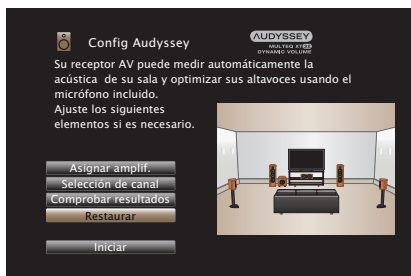 Config Audyssey
AUDYSSEY
MULTEQ XT32
DYNAMIC VOLUME
Su receptor AV puede medir automáticamente la
acústica de su sala y optimizar sus altavoces usando el
micrófono incluido.
Ajuste los siguientes
elementos si es necesario.
Asignar amplif.
Selección de canal
Comprobar resultados
Restaurar
Iniciar